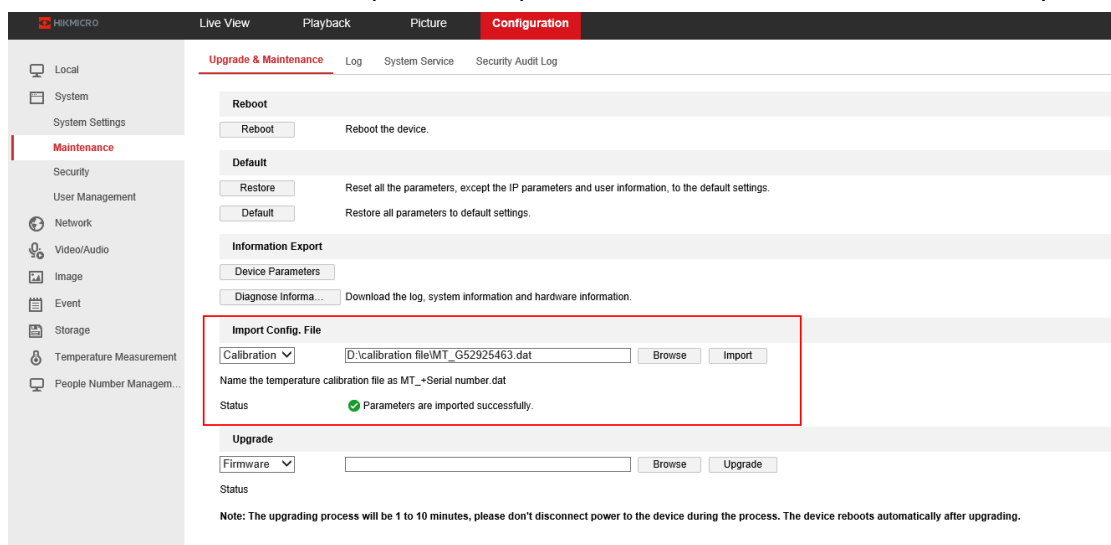 HIKMICRO Live View Playback Picture Configuration
Local
System
System Settings
Maintenance
Security
User Management
Network
Video/Audio
Image
Event
Storage
Temperature Measurement
People Number Managem...
Upgrade & Maintenance Log System Service Security Audit Log
Reboot
Reboot Reboot the device.
Default
Restore Reset all the parameters, except the IP parameters and user information, to the default settings.
Default Restore all parameters to default settings.
Information Export
Device Parameters
Diagnose Informa... Download the log, system information and hardware information.
Import Config. File
Calibration D:\calibration file\MT_G52925463.dat Browse Import
Name the temperature calibration file as MT_+Serial number.dat
Status Parameters are imported successfully.
Upgrade
Firmware Browse Upgrade
Status
Note: The upgrading process will be 1 to 10 minutes, please don't disconnect power to the device during the process. The device reboots automatically after upgrading.